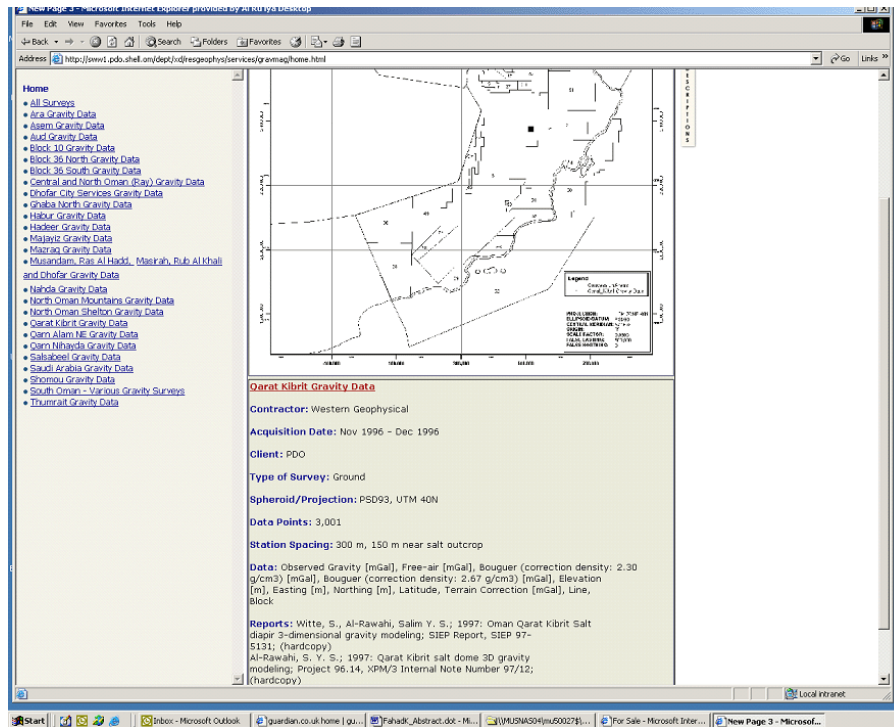 New Page 3 - Microsoft Internet Explorer provided by Al Ru'iya Desktop
File Edit View Favorites Tools Help
Back Search Folders Favorites
Address http://sww1.pdo.shell.om/dept/xd/resgeophys/services/gravmag/home.html Go Links »
Home
All Surveys
Ara Gravity Data
Asem Gravity Data
Aud Gravity Data
Block 10 Gravity Data
Block 36 North Gravity Data
Block 36 South Gravity Data
Central and North Oman (Ray) Gravity Data
Dhofar City Services Gravity Data
Ghaba North Gravity Data
Habur Gravity Data
Hadeer Gravity Data
Majayiz Gravity Data
Mazraq Gravity Data
Musandam, Ras Al Hadd, Masirah, Rub Al Khali
and Dhofar Gravity Data
Nahda Gravity Data
North Oman Mountains Gravity Data
North Oman Shelton Gravity Data
Qarat Kibrit Gravity Data
Qarn Alam NE Gravity Data
Qarn Nihayda Gravity Data
Salsabeel Gravity Data
Saudi Arabia Gravity Data
Shomou Gravity Data
South Oman - Various Gravity Surveys
Thumrait Gravity Data
DESCRIPTIONS
Legend
Qarat Kibrit Gravity Data
Contractor: Western Geophysical
Acquisition Date: Nov 1996 - Dec 1996
Client: PDO
Type of Survey: Ground
Spheroid/Projection: PSD93, UTM 40N
Data Points: 3,001
Station Spacing: 300 m, 150 m near salt outcrop
Data: Observed Gravity [mGal], Free-air [mGal], Bouguer (correction density: 2.30
g/cm3) [mGal], Bouguer (correction density: 2.67 g/cm3) [mGal], Elevation
[m], Easting [m], Northing [m], Latitude, Terrain Correction [mGal], Line,
Block
Reports: Witte, S., Al-Rawahi, Salim Y. S.; 1997: Oman Qarat Kibrit Salt
diapir 3-dimensional gravity modeling; SIEP Report, SIEP 97-
5131; (hardcopy)
Al-Rawahi, S. Y. S.; 1997: Qarat Kibrit salt dome 3D gravity
modeling; Project 96.14, XPM/3 Internal Note Number 97/12;
(hardcopy)
Local intranet
Start Inbox - Microsoft Outlook guardian.co.uk home | gu... FahadK_Abstract.dot - Mi... \\MUSNAS04\mu50027$\... For Sale - Microsoft Inter... New Page 3 - Microsof...